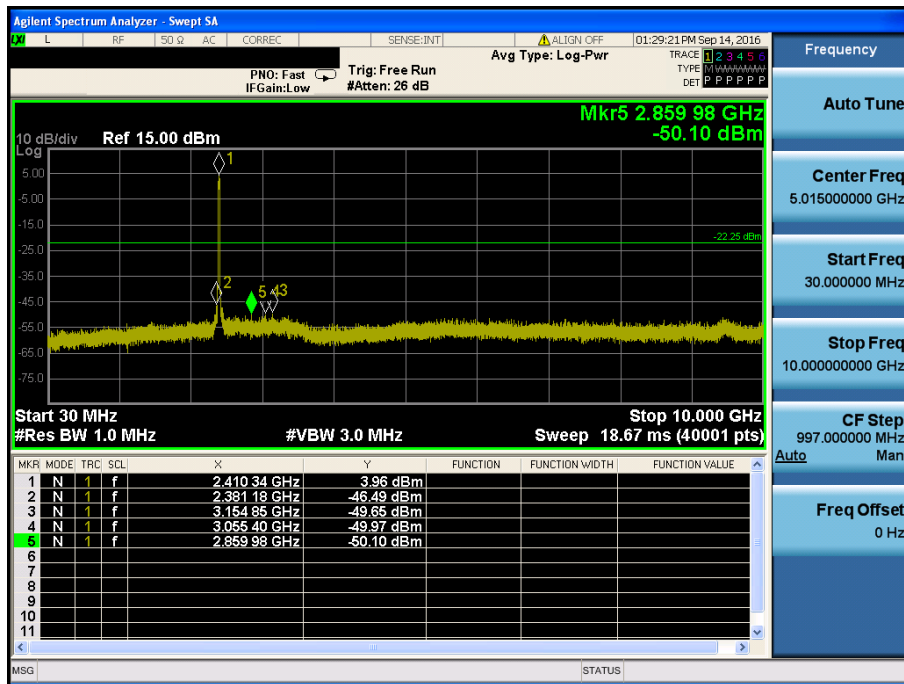 Agilent Spectrum Analyzer - Swept SA
LXI L RF 50 Ω AC CORREC SENSE:INT ALIGN OFF 01:29:21 PM Sep 14, 2016
Avg Type: Log-Pwr TRACE 1 2 3 4 5 6
PNO: Fast Trig: Free Run TYPE M WWWWW
IFGain:Low #Atten: 26 dB DET P P P P P P
Mkr5 2.859 98 GHz
-50.10 dBm
10 dB/div Ref 15.00 dBm
Log
5.00
-5.00
-15.0
-25.0
-35.0
-45.0
-55.0
-65.0
-75.0
-22.25 dBm
1
2
5 4 3
Start 30 MHz Stop 10.000 GHz
#Res BW 1.0 MHz #VBW 3.0 MHz Sweep 18.67 ms (40001 pts)
MKR MODE TRC SCL X Y FUNCTION FUNCTION WIDTH FUNCTION VALUE
1 N 1 f 2.410 34 GHz 3.96 dBm
2 N 1 f 2.381 18 GHz -46.49 dBm
3 N 1 f 3.154 85 GHz -49.65 dBm
4 N 1 f 3.055 40 GHz -49.97 dBm
5 N 1 f 2.859 98 GHz -50.10 dBm
6
7
8
9
10
11
MSG STATUS
Frequency
Auto Tune
Center Freq
5.015000000 GHz
Start Freq
30.000000 MHz
Stop Freq
10.000000000 GHz
CF Step
997.000000 MHz
Auto Man
Freq Offset
0 Hz